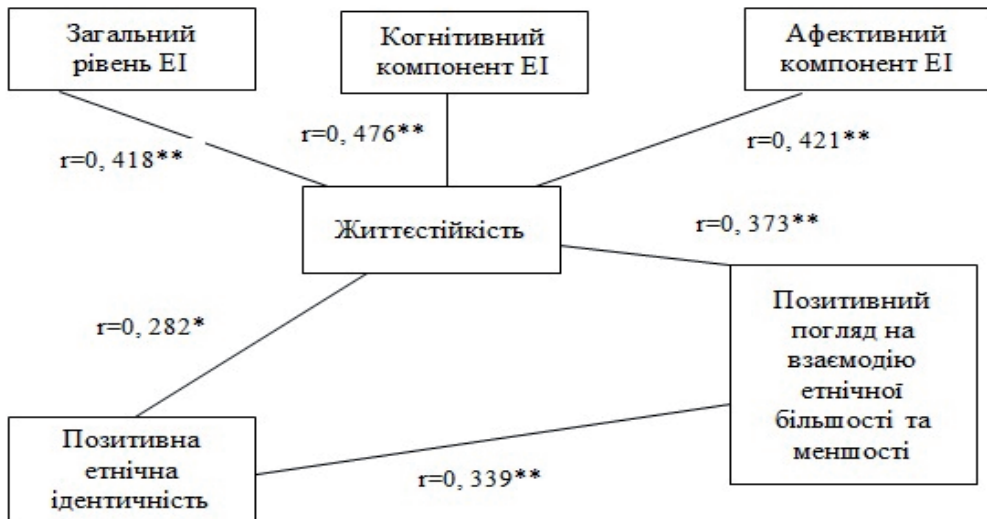 Загальний
рівень ЕІ
Когнітивний
компонент ЕІ
Афективний
компонент ЕІ
r=0, 418**
r=0, 476**
r=0, 421**
Життєстійкість
r=0, 373**
r=0, 282*
Позитивний
погляд на
взаємодію
етнічної
більшості та
меншості
Позитивна
етнічна
ідентичність
r=0, 339**